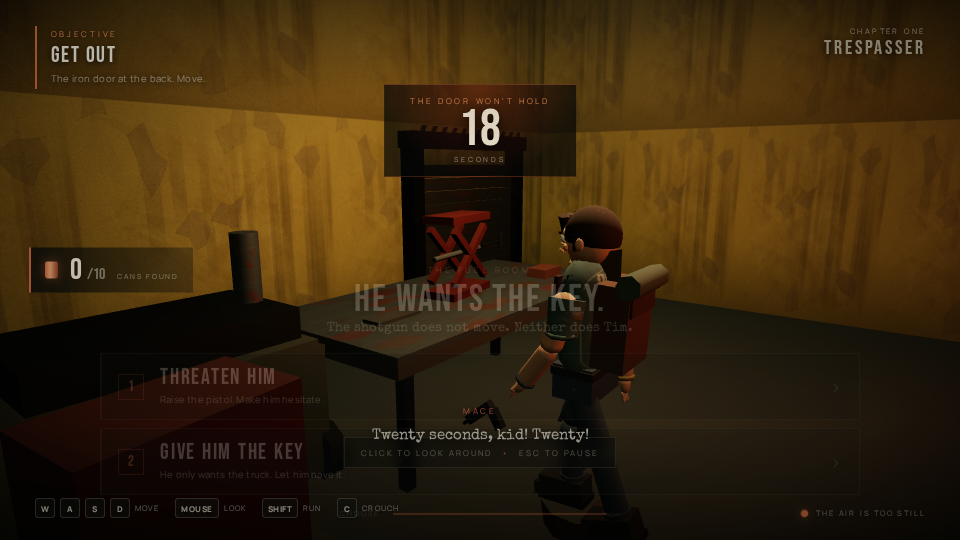 OBJECTIVE
GET OUT
The iron door at the back. Move.
CHAPTER ONE
TRESPASSER
THE DOOR WON'T HOLD
18
SECONDS
0/10 CANS FOUND
HE WANTS THE KEY.
The shotgun does not move. Neither does Tim.
1 THREATEN HIM
Raise the pistol. Make him hesitate
MACE
Twenty seconds, kid! Twenty!
2 GIVE HIM THE KEY
CLICK TO LOOK AROUND • ESC TO PAUSE
He only wants the truck. Let him have it
W A S D MOVE MOUSE LOOK SHIFT RUN C CROUCH
THE AIR IS TOO STILL